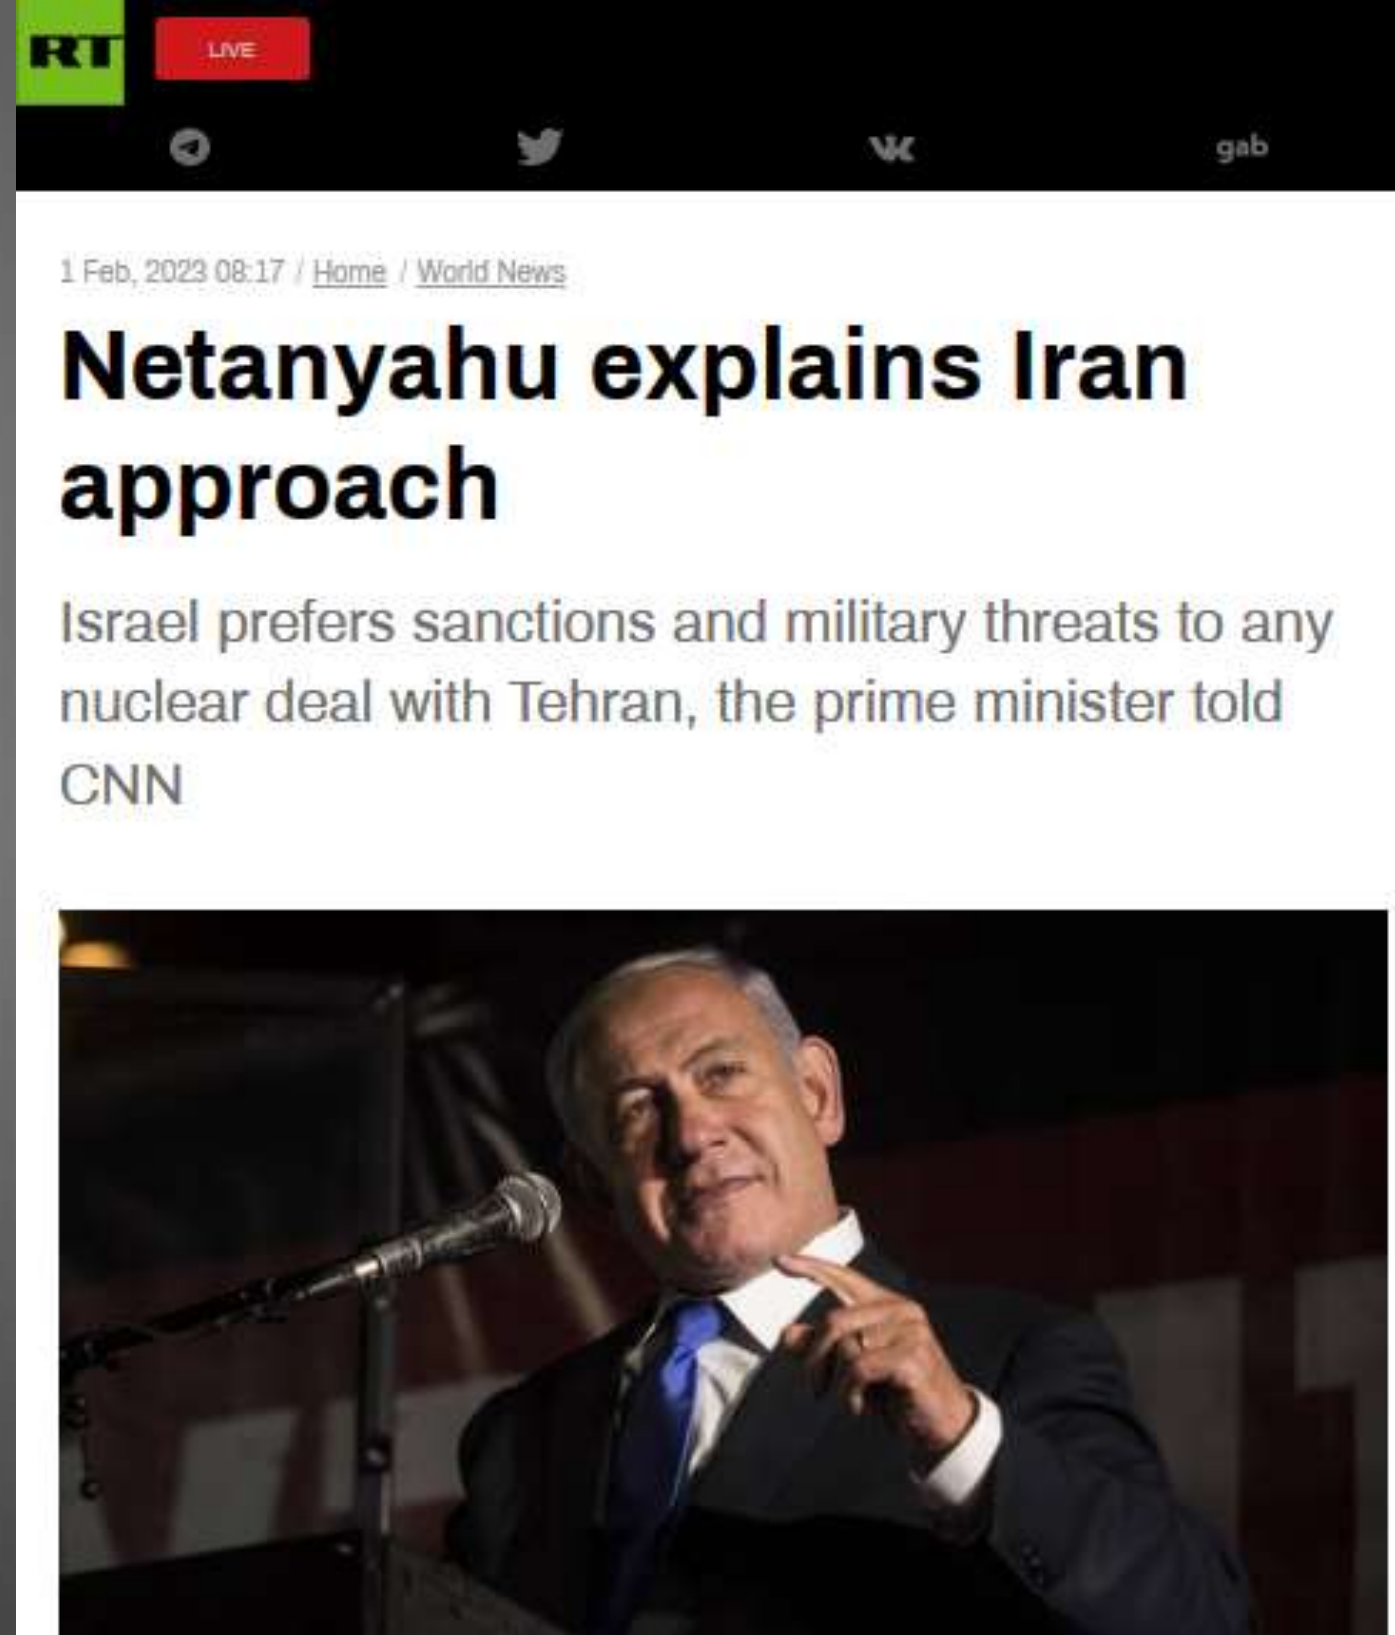 RT
LIVE
gab
1 Feb, 2023 08:17 / Home / World News
Netanyahu explains Iran
approach
Israel prefers sanctions and military threats to any
nuclear deal with Tehran, the prime minister told
CNN